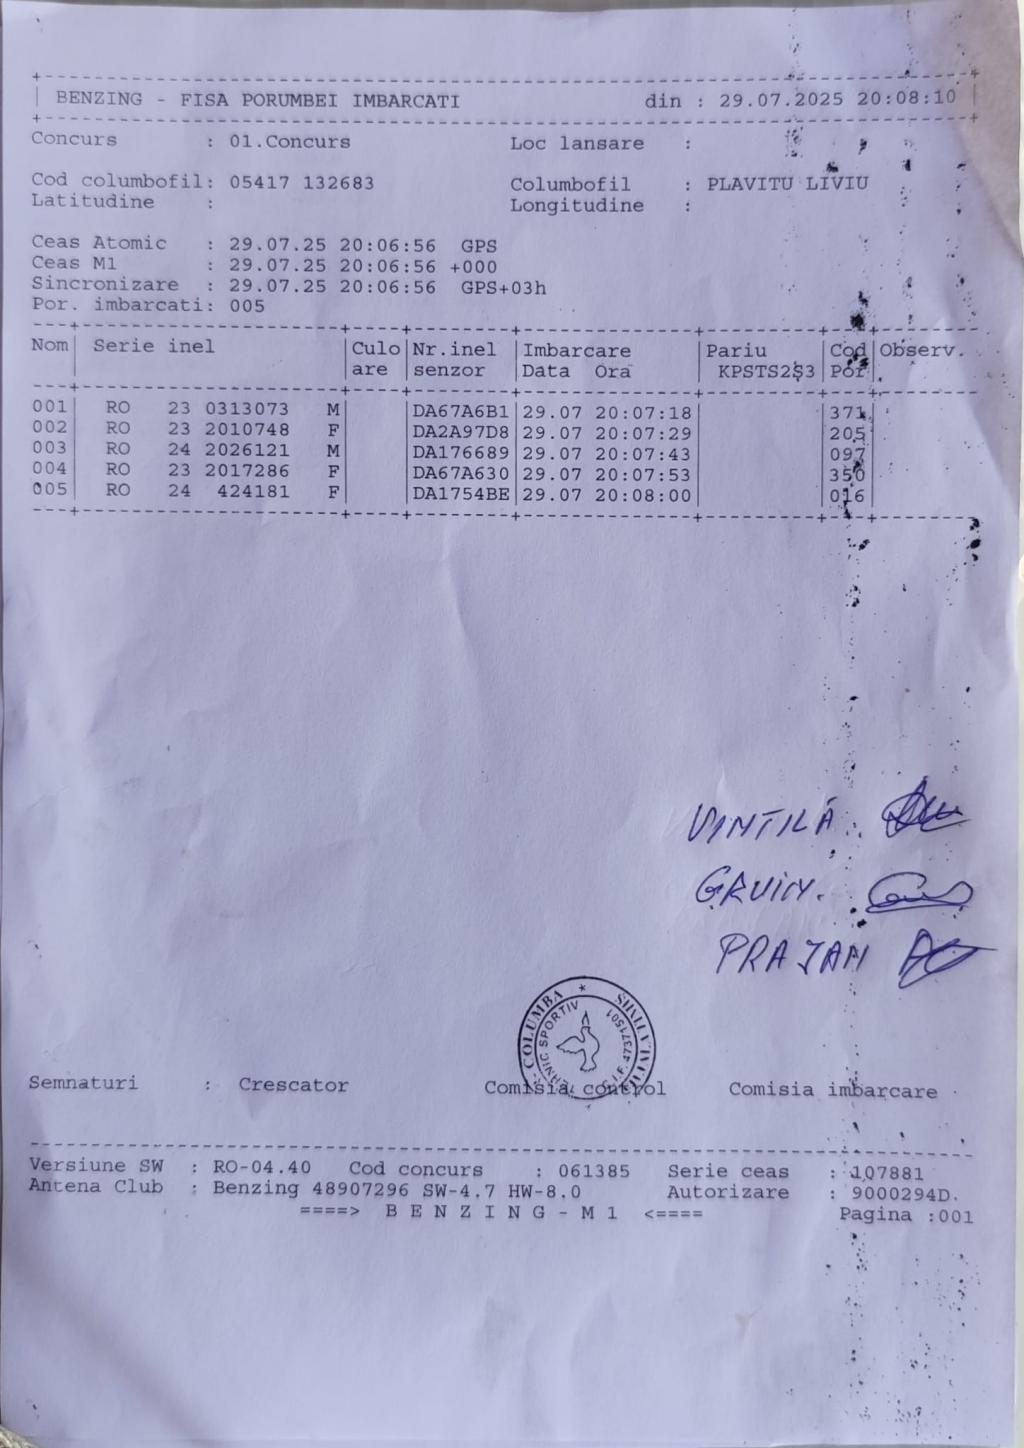 BENZING - FISA PORUMBEI IMBARCATI din : 29.07.2025 20:08:10
Concurs : 01.Concurs Loc lansare :
Cod columbofil: 05417 132683 Columbofil : PLAVITU LIVIU
Latitudine : Longitudine :
Ceas Atomic : 29.07.25 20:06:56 GPS
Ceas M1 : 29.07.25 20:06:56 +000
Sincronizare : 29.07.25 20:06:56 GPS+03h
Por. imbarcati: 005
Nom Serie inel Culo Nr.inel Imbarcare Pariu Cod Observ.
are senzor Data Ora KPSTS2$3 Por.
001 RO 23 0313073 M DA67A6B1 29.07 20:07:18 371
002 RO 23 2010748 F DA2A97D8 29.07 20:07:29 205
003 RO 24 2026121 M DA176689 29.07 20:07:43 097
004 RO 23 2017286 F DA67A630 29.07 20:07:53 350
005 RO 24 424181 F DA1754BE 29.07 20:08:00 016
VINTILĂ
GRUIN.
PRAJAN
COLUMBA
SPORTIV
Semnaturi : Crescator Comisia control Comisia imbarcare
Versiune SW : RO-04.40 Cod concurs : 061385 Serie ceas : 107881
Antena Club : Benzing 48907296 SW-4.7 HW-8.0 Autorizare : 9000294D.
====> B E N Z I N G - M 1 <==== Pagina :001